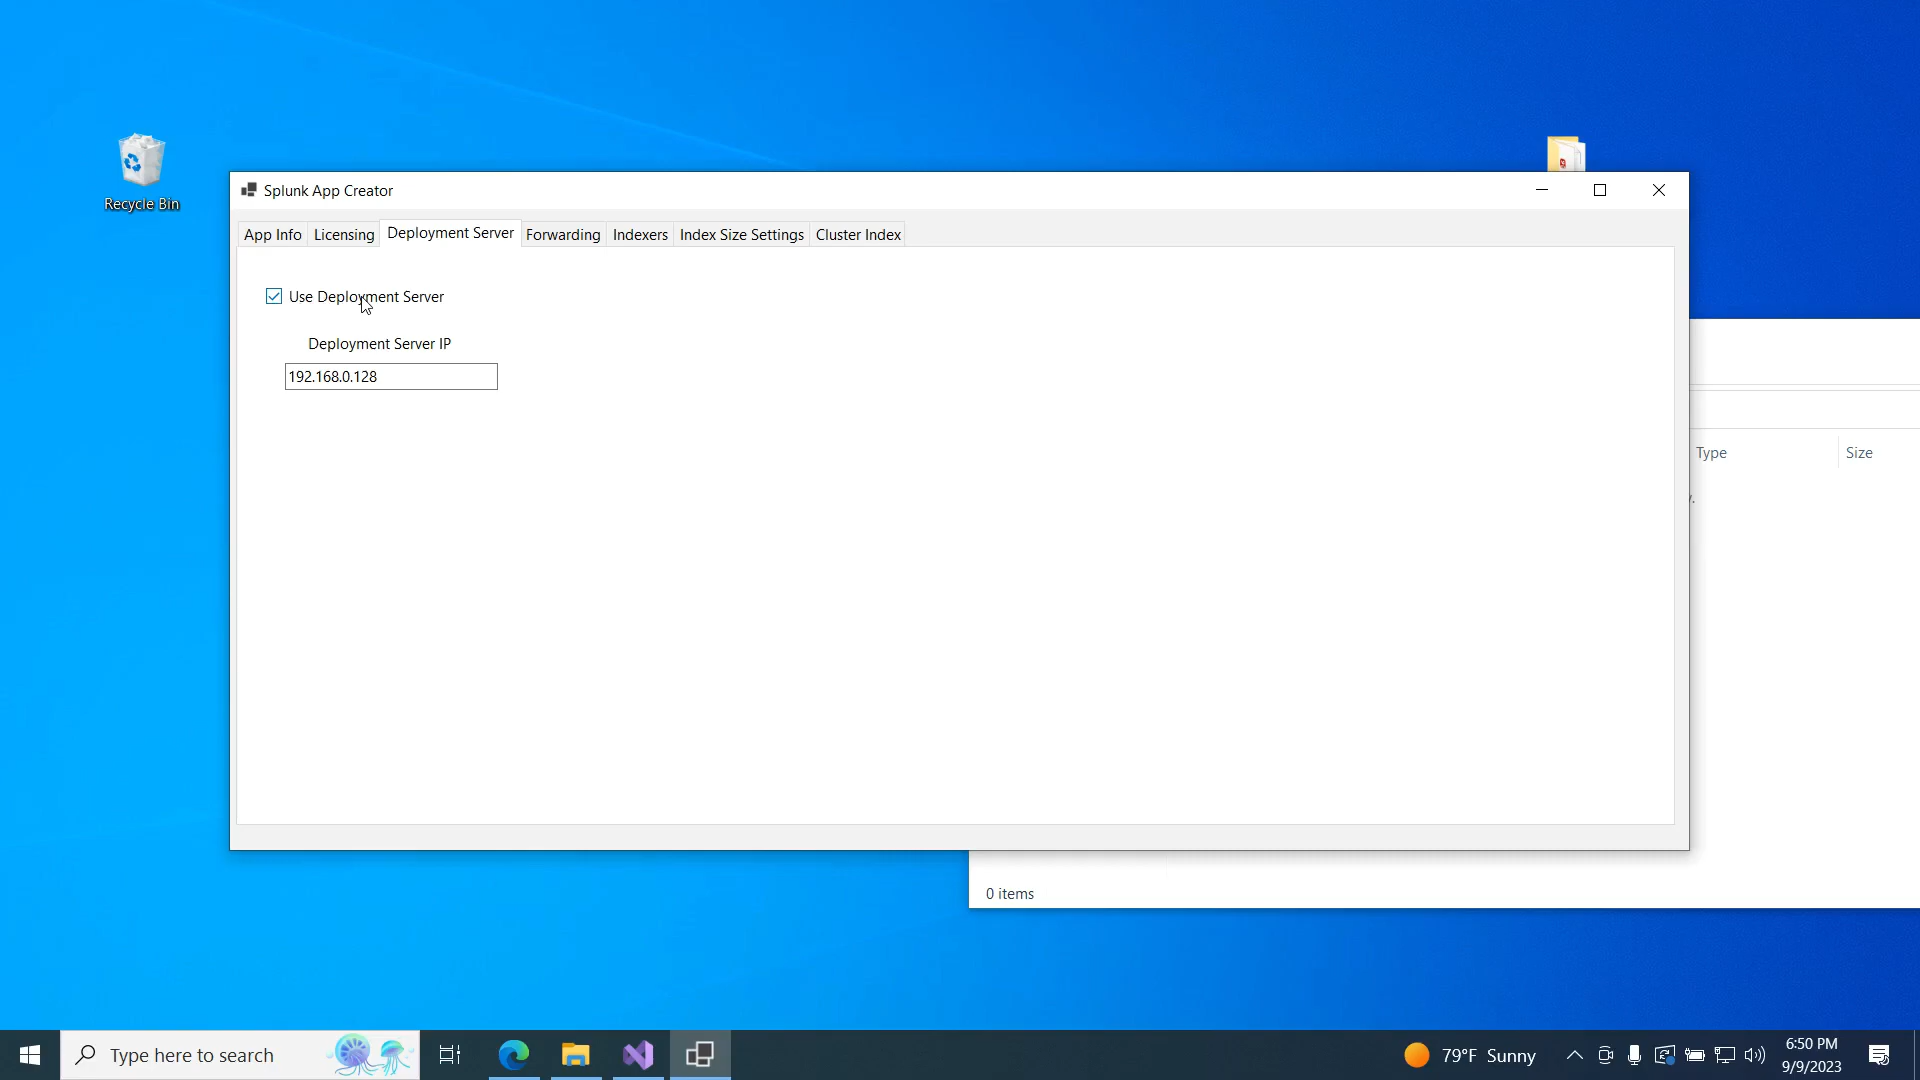 Recycle Bin
Splunk App Creator
App Info Licensing Deployment Server Forwarding Indexers Index Size Settings Cluster Index
Use Deployment Server
Deployment Server IP
192.168.0.128
Type Size
0 items
Type here to search
79°F Sunny
6:50 PM
9/9/2023